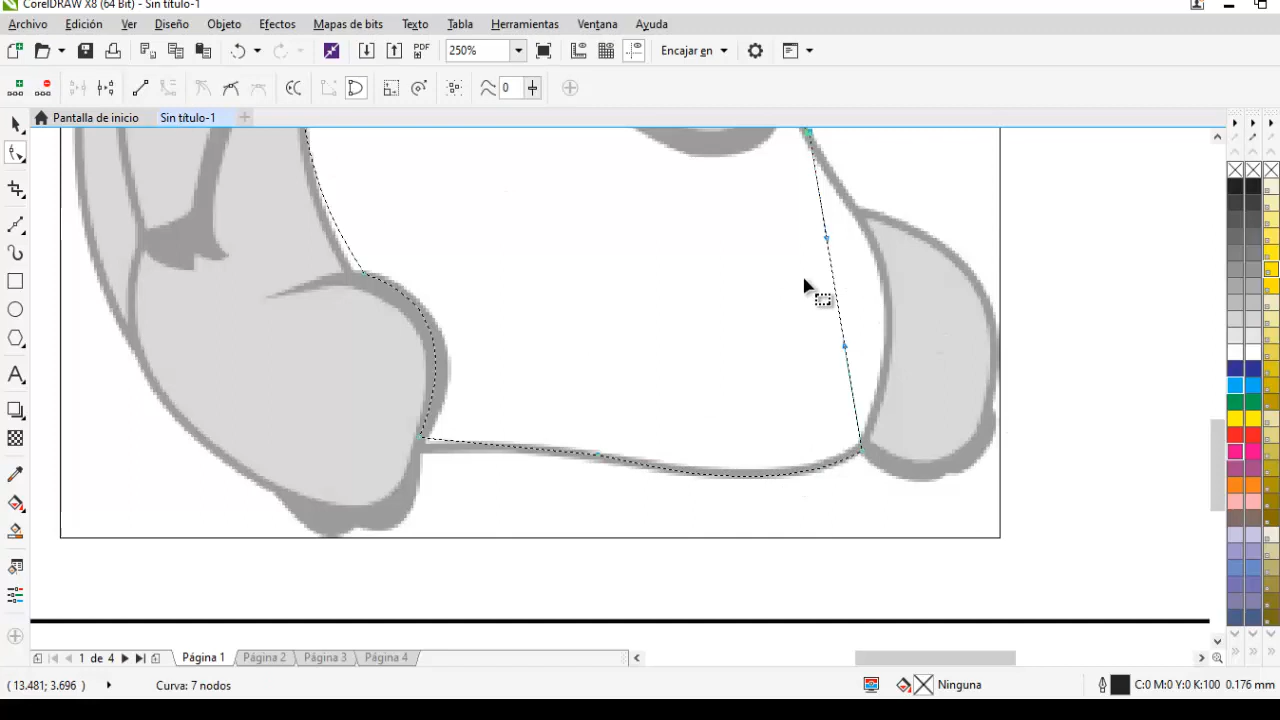 CorelDRAW X8 (64 Bit) - Sin título-1
Archivo Edición Ver Diseño Objeto Efectos Mapas de bits Texto Tabla Herramientas Ventana Ayuda
PDF 250% Encajar en
0
Pantalla de inicio Sin título-1
1 de 4 Página 1 Página 2 Página 3 Página 4
( 13.481; 3.696 ) Curva: 7 nodos Ninguna C:0 M:0 Y:0 K:100 0.176 mm